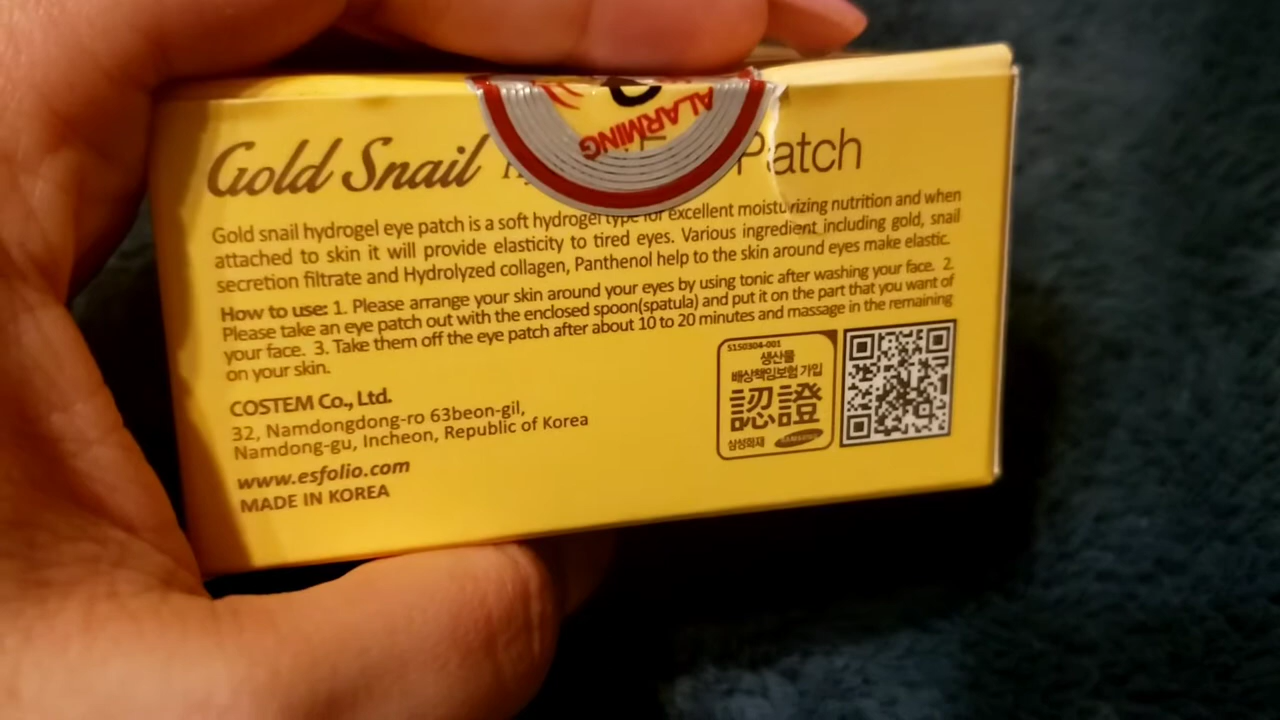 Gold Snail Patch
ALARMING
Gold snail hydrogel eye patch is a soft hydrogel type for excellent moisturizing nutrition and when
attached to skin it will provide elasticity to tired eyes. Various ingredient including gold, snail
secretion filtrate and Hydrolyzed collagen, Panthenol help to the skin around eyes make elastic.
How to use: 1. Please arrange your skin around your eyes by using tonic after washing your face. 2.
Please take an eye patch out with the enclosed spoon(spatula) and put it on the part that you want of
your face. 3. Take them off the eye patch after about 10 to 20 minutes and massage in the remaining
on your skin.
COSTEM Co., Ltd.
32, Namdongdong-ro 63beon-gil,
Namdong-gu, Incheon, Republic of Korea
www.esfolio.com
MADE IN KOREA
S150304-001
생산물
배상책임보험 가입
認證
삼성화재 SAMSUNG